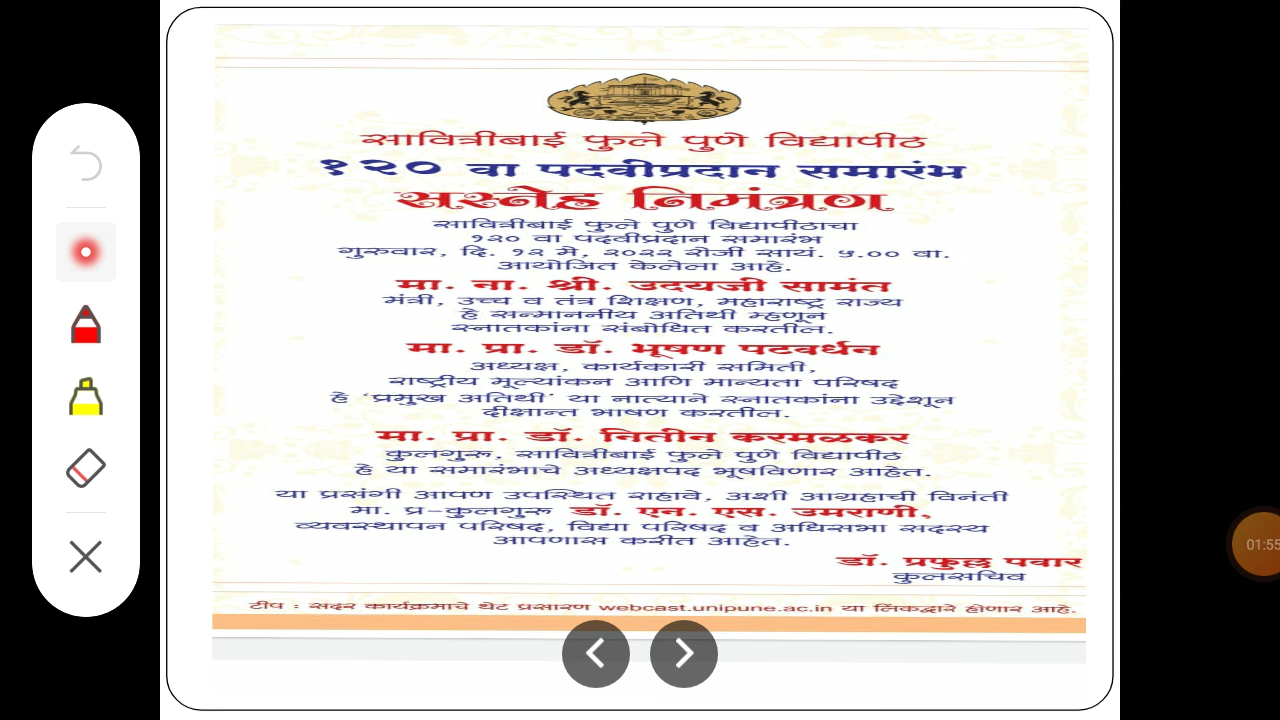 सावित्रीबाई फुले पुणे विद्यापीठ
१२० वा पदवीप्रदान समारंभ
सस्नेह निमंत्रण
सावित्रीबाई फुले पुणे विद्यापीठाचा
१२० वा पदवीप्रदान समारंभ
गुरुवार, दि. १२ मे, २०२२ रोजी सायं. ५.०० वा.
आयोजित केलेला आहे.
मा. ना. श्री. उदयजी सामंत
मंत्री, उच्च व तंत्र शिक्षण, महाराष्ट्र राज्य
हे सन्माननीय अतिथी म्हणून
स्नातकांना संबोधित करतील.
मा. प्रा. डॉ. भूषण पटवर्धन
अध्यक्ष, कार्यकारी समिती,
राष्ट्रीय मूल्यांकन आणि मान्यता परिषद
हे ‘प्रमुख अतिथी’ या नात्याने स्नातकांना उद्देशून
दीक्षान्त भाषण करतील.
मा. प्रा. डॉ. नितीन करमळकर
कुलगुरू, सावित्रीबाई फुले पुणे विद्यापीठ
हे या समारंभाचे अध्यक्षपद भूषविणार आहेत.
या प्रसंगी आपण उपस्थित राहावे, अशी आग्रहाची विनंती
मा. प्र-कुलगुरू डॉ. एन. एस. उमराणी,
व्यवस्थापन परिषद, विद्या परिषद व अधिसभा सदस्य
आपणास करीत आहेत.
डॉ. प्रफुल्ल पवार
कुलसचिव
टीप : सदर कार्यक्रमाचे थेट प्रसारण webcast.unipune.ac.in या लिंकद्वारे होणार आहे.
01:55